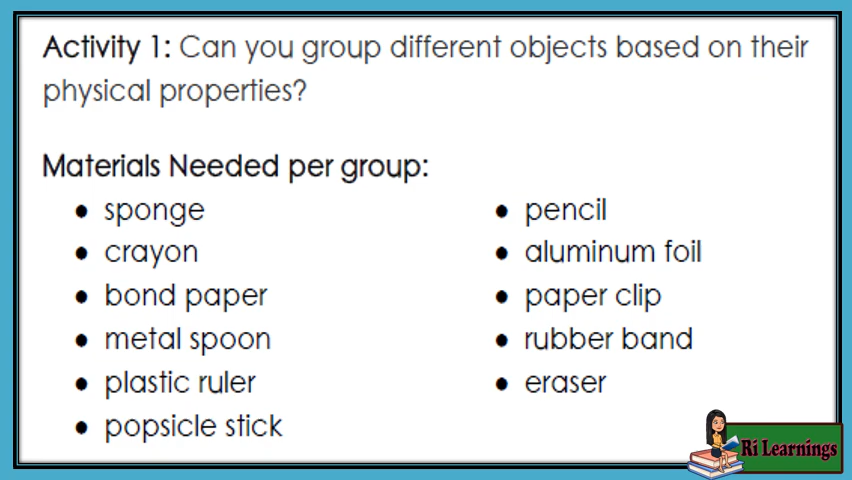 Activity 1: Can you group different objects based on their
physical properties?
Materials Needed per group:
• sponge
• crayon
• bond paper
• metal spoon
• plastic ruler
• popsicle stick
• pencil
• aluminum foil
• paper clip
• rubber band
• eraser
Ri Learnings